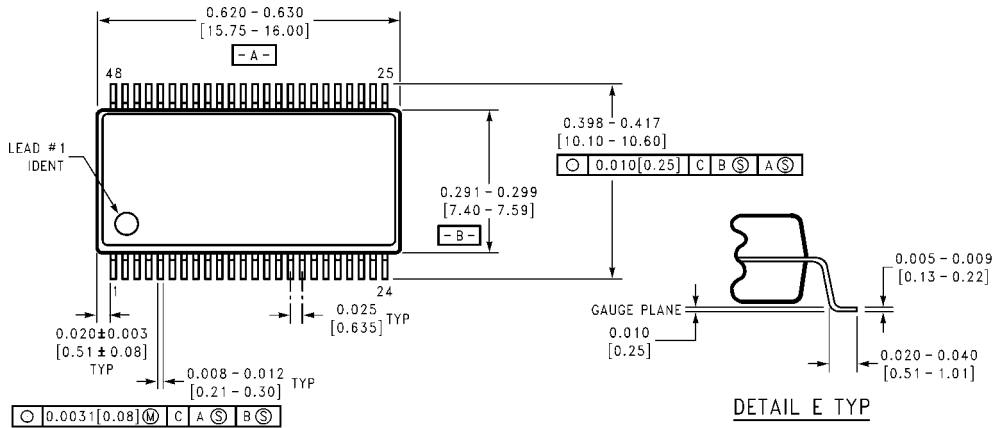 0.620 – 0.630
[15.75 – 16.00]
- A -
48
25
LEAD #1
IDENT
0.398 – 0.417
[10.10 – 10.60]
0.010[0.25] C B Ⓢ A Ⓢ
0.291 – 0.299
[7.40 – 7.59]
- B -
1
24
0.020±0.003
[0.51 ± 0.08]
TYP
0.025
[0.635] TYP
0.008 – 0.012
[0.21 – 0.30] TYP
0.0031[0.08] Ⓜ C A Ⓢ B Ⓢ
GAUGE PLANE
0.010
[0.25]
0.005 – 0.009
[0.13 – 0.22]
0.020 – 0.040
[0.51 – 1.01]
DETAIL E TYP